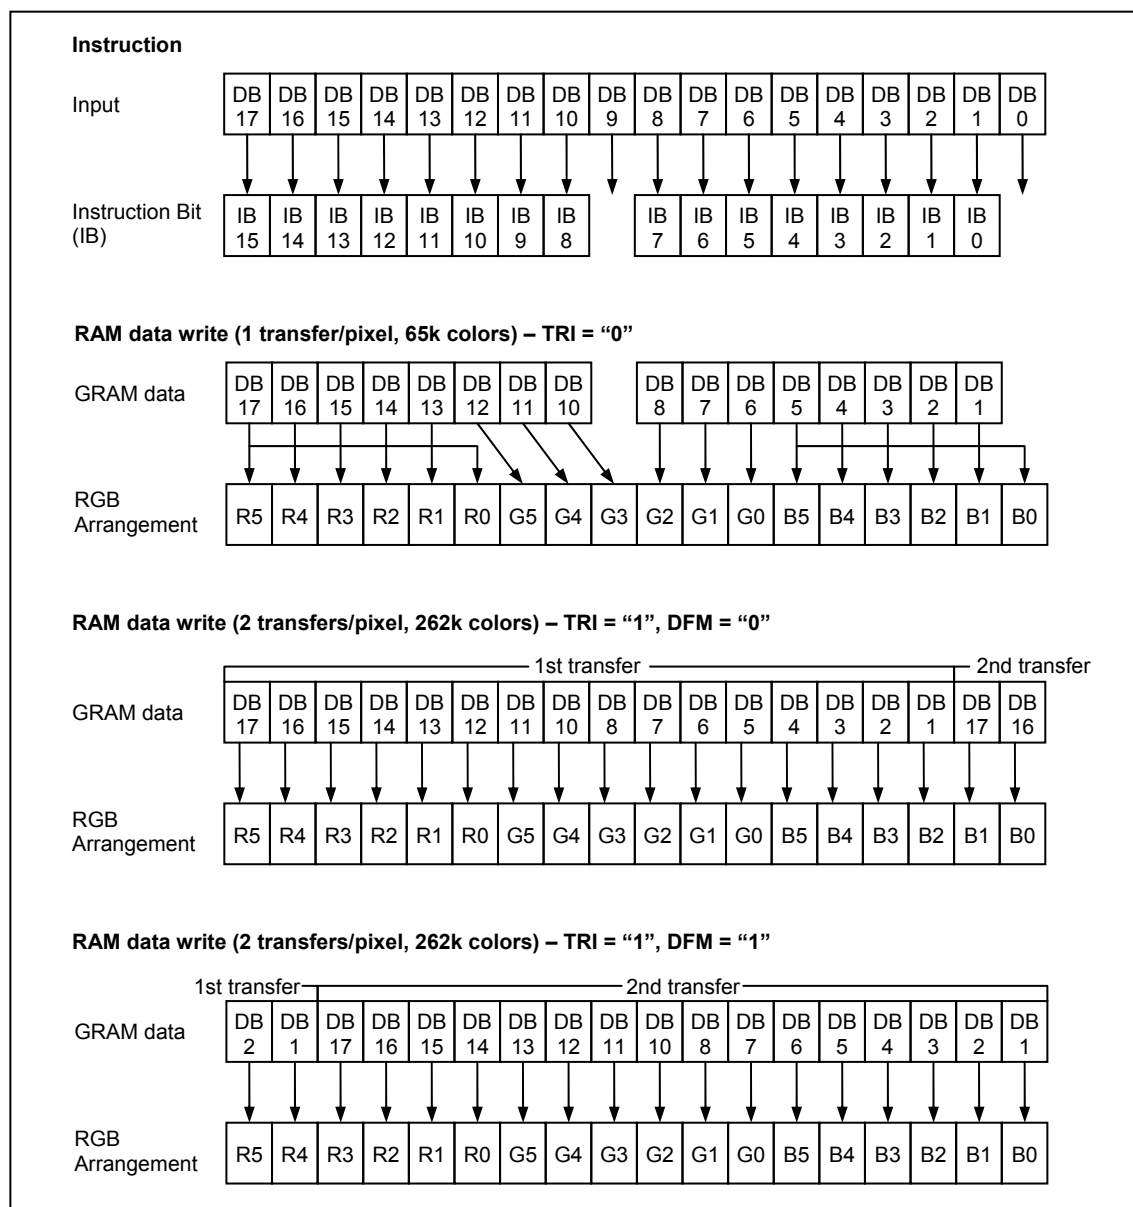 Instruction
Input
DB 17 DB 16 DB 15 DB 14 DB 13 DB 12 DB 11 DB 10 DB 9 DB 8 DB 7 DB 6 DB 5 DB 4 DB 3 DB 2 DB 1 DB 0
Instruction Bit
(IB)
IB 15 IB 14 IB 13 IB 12 IB 11 IB 10 IB 9 IB 8 IB 7 IB 6 IB 5 IB 4 IB 3 IB 2 IB 1 IB 0
RAM data write (1 transfer/pixel, 65k colors) – TRI = “0”
GRAM data
DB 17 DB 16 DB 15 DB 14 DB 13 DB 12 DB 11 DB 10 DB 8 DB 7 DB 6 DB 5 DB 4 DB 3 DB 2 DB 1
RGB
Arrangement
R5 R4 R3 R2 R1 R0 G5 G4 G3 G2 G1 G0 B5 B4 B3 B2 B1 B0
RAM data write (2 transfers/pixel, 262k colors) – TRI = “1”, DFM = “0”
1st transfer 2nd transfer
GRAM data
DB 17 DB 16 DB 15 DB 14 DB 13 DB 12 DB 11 DB 10 DB 8 DB 7 DB 6 DB 5 DB 4 DB 3 DB 2 DB 1 DB 17 DB 16
RGB
Arrangement
R5 R4 R3 R2 R1 R0 G5 G4 G3 G2 G1 G0 B5 B4 B3 B2 B1 B0
RAM data write (2 transfers/pixel, 262k colors) – TRI = “1”, DFM = “1”
1st transfer 2nd transfer
GRAM data
DB 2 DB 1 DB 17 DB 16 DB 15 DB 14 DB 13 DB 12 DB 11 DB 10 DB 8 DB 7 DB 6 DB 5 DB 4 DB 3 DB 2 DB 1
RGB
Arrangement
R5 R4 R3 R2 R1 R0 G5 G4 G3 G2 G1 G0 B5 B4 B3 B2 B1 B0